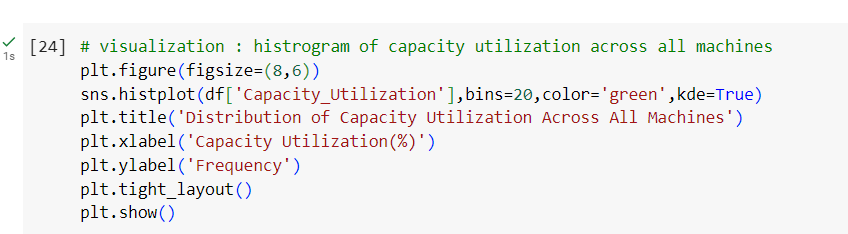 [24] # visualization : histrogram of capacity utilization across all machines
1s
plt.figure(figsize=(8,6))
sns.histplot(df['Capacity_Utilization'],bins=20,color='green',kde=True)
plt.title('Distribution of Capacity Utilization Across All Machines')
plt.xlabel('Capacity Utilization(%)')
plt.ylabel('Frequency')
plt.tight_layout()
plt.show()